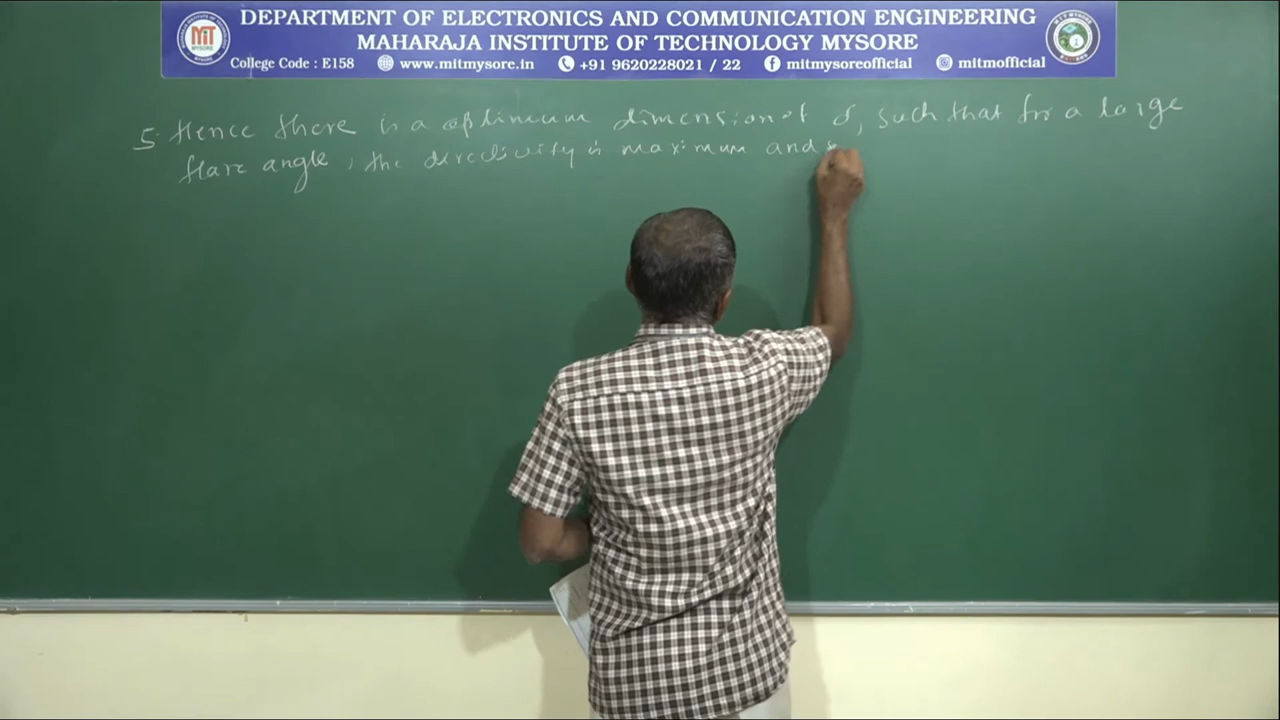 DEPARTMENT OF ELECTRONICS AND COMMUNICATION ENGINEERING
MAHARAJA INSTITUTE OF TECHNOLOGY MYSORE
College Code : E158 www.mitmysore.in +91 9620228021 / 22 mitmysoreofficial mitmofficial
MIT
MYSORE
5. Hence there is a optimum dimension of δ, such that for a large
flare angle, the directivity is maximum and